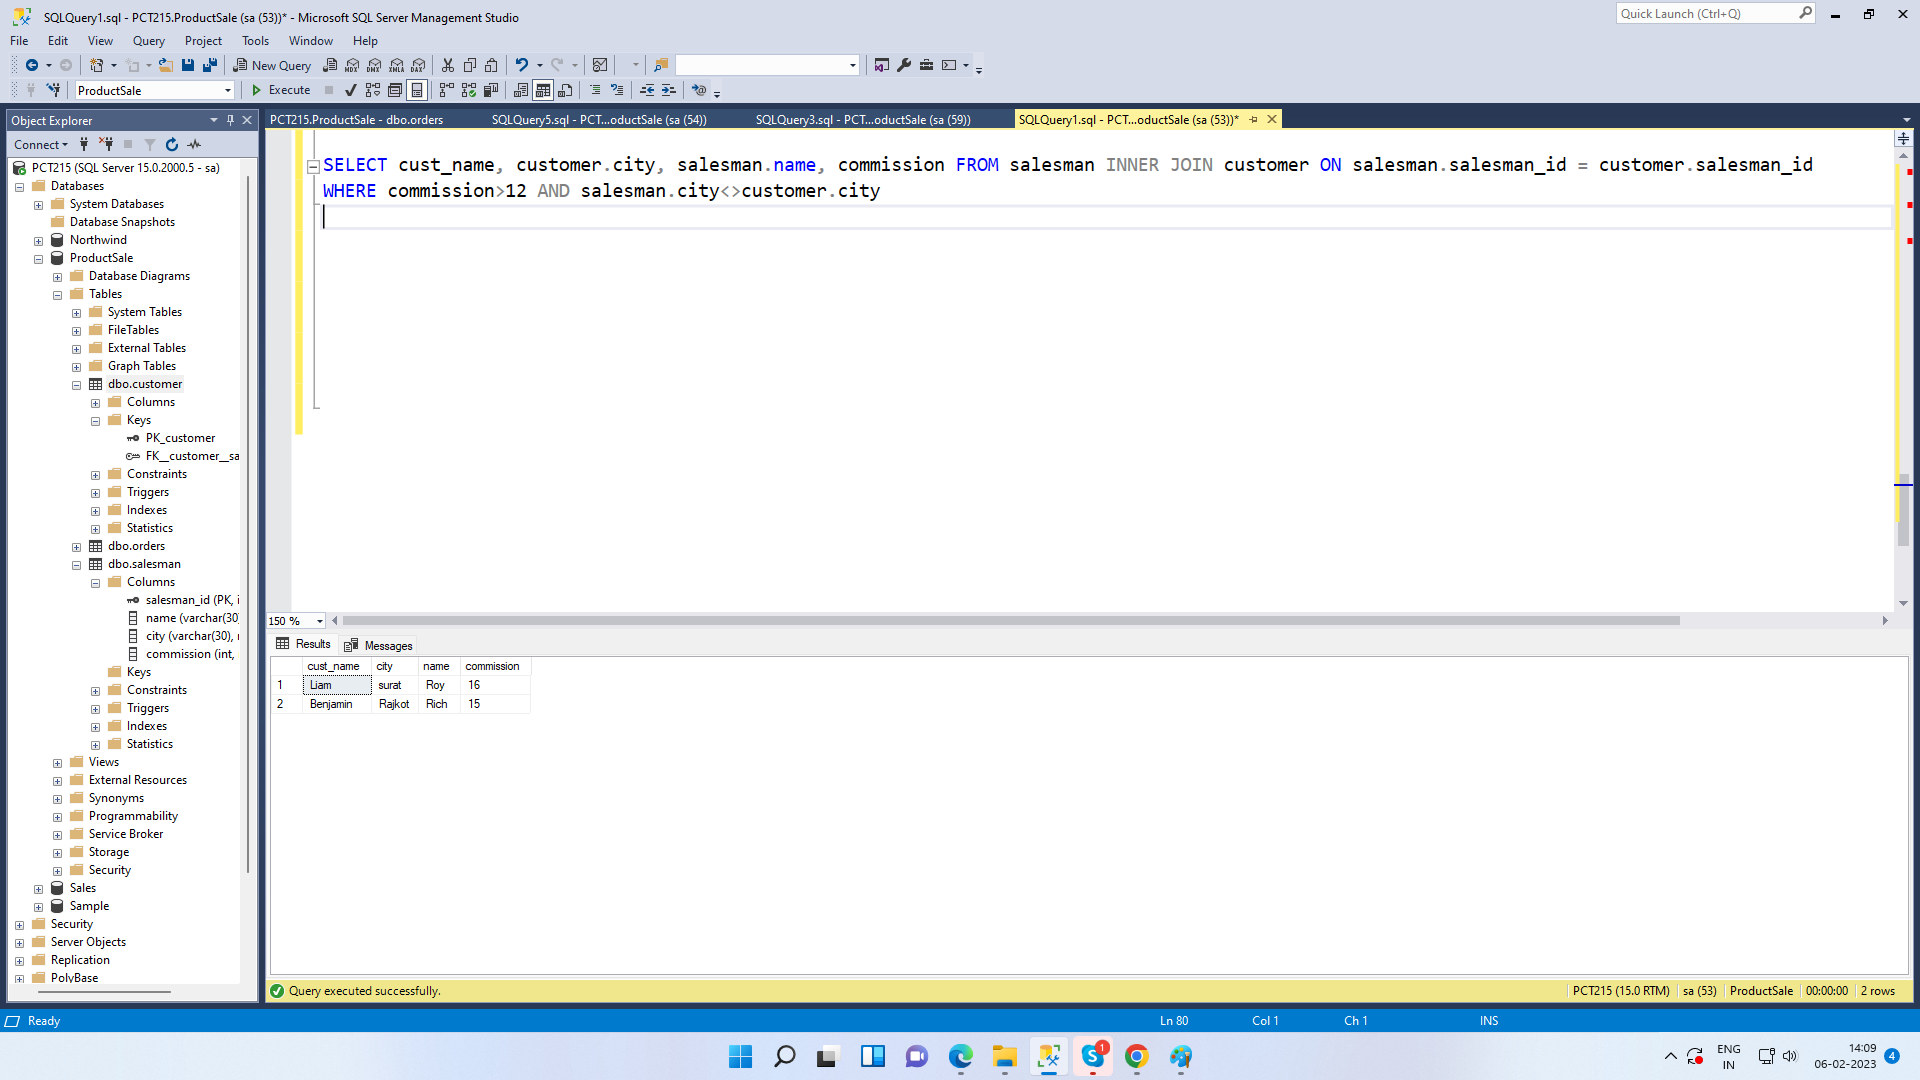 SQLQuery1.sql - PCT215.ProductSale (sa (53))* - Microsoft SQL Server Management Studio
Quick Launch (Ctrl+Q)
File Edit View Query Project Tools Window Help
New Query
MDX DMX XMLA DAX
ProductSale
Execute
Object Explorer
PCT215.ProductSale - dbo.orders
SQLQuery5.sql - PCT...oductSale (sa (54))
SQLQuery3.sql - PCT...oductSale (sa (59))
SQLQuery1.sql - PCT...oductSale (sa (53))*
Connect
PCT215 (SQL Server 15.0.2000.5 - sa)
Databases
System Databases
Database Snapshots
Northwind
ProductSale
Database Diagrams
Tables
System Tables
FileTables
External Tables
Graph Tables
dbo.customer
Columns
Keys
PK_customer
FK__customer__sa
Constraints
Triggers
Indexes
Statistics
dbo.orders
dbo.salesman
Columns
salesman_id (PK, i
name (varchar(30)
city (varchar(30), n
commission (int,
Keys
Constraints
Triggers
Indexes
Statistics
Views
External Resources
Synonyms
Programmability
Service Broker
Storage
Security
Sales
Sample
Security
Server Objects
Replication
PolyBase
SELECT cust_name, customer.city, salesman.name, commission FROM salesman INNER JOIN customer ON salesman.salesman_id = customer.salesman_id
WHERE commission>12 AND salesman.city<>customer.city
150 %
Results Messages
cust_name city name commission
1 Liam surat Roy 16
2 Benjamin Rajkot Rich 15
Query executed successfully.
PCT215 (15.0 RTM) sa (53) ProductSale 00:00:00 2 rows
Ready
Ln 80 Col 1 Ch 1 INS
1
ENG
IN
14:09
06-02-2023
4